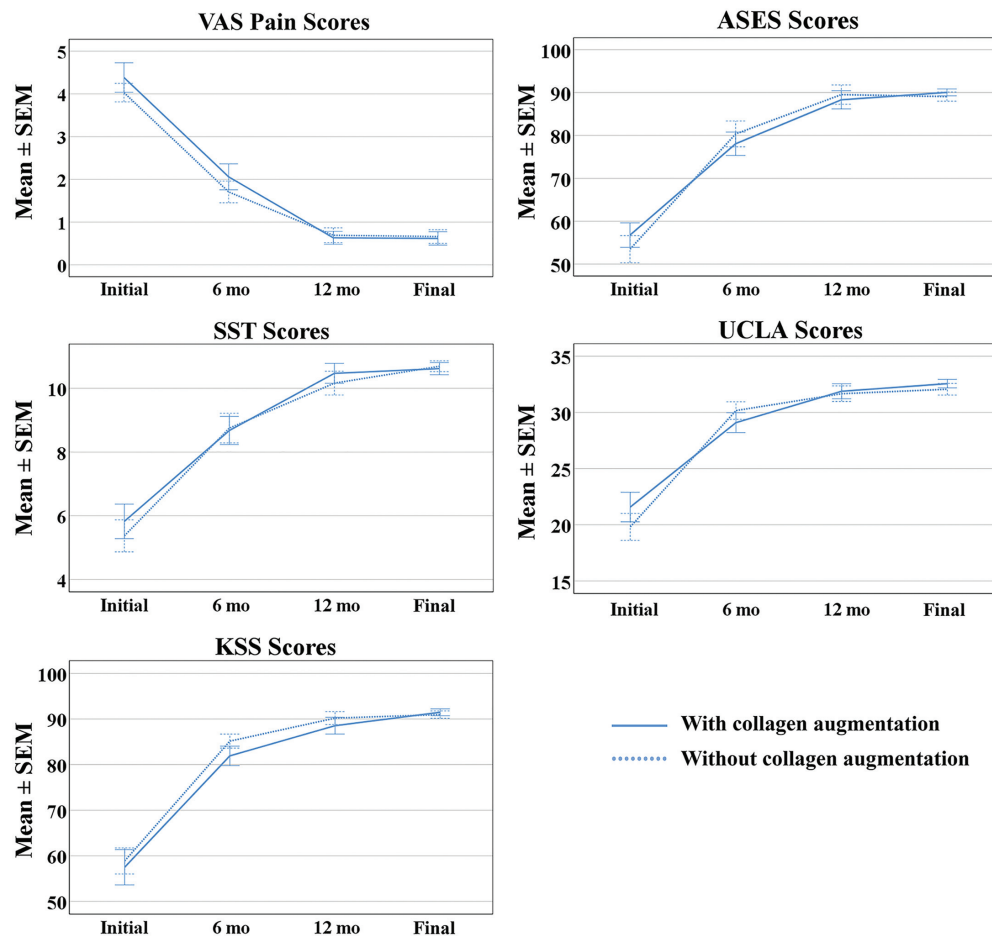 VAS Pain Scores
Mean ± SEM
5
4
3
2
1
0
Initial 6 mo 12 mo Final
ASES Scores
Mean ± SEM
100
90
80
70
60
50
Initial 6 mo 12 mo Final
SST Scores
Mean ± SEM
10
8
6
4
Initial 6 mo 12 mo Final
UCLA Scores
Mean ± SEM
35
30
25
20
15
Initial 6 mo 12 mo Final
KSS Scores
Mean ± SEM
100
90
80
70
60
50
Initial 6 mo 12 mo Final
With collagen augmentation
Without collagen augmentation